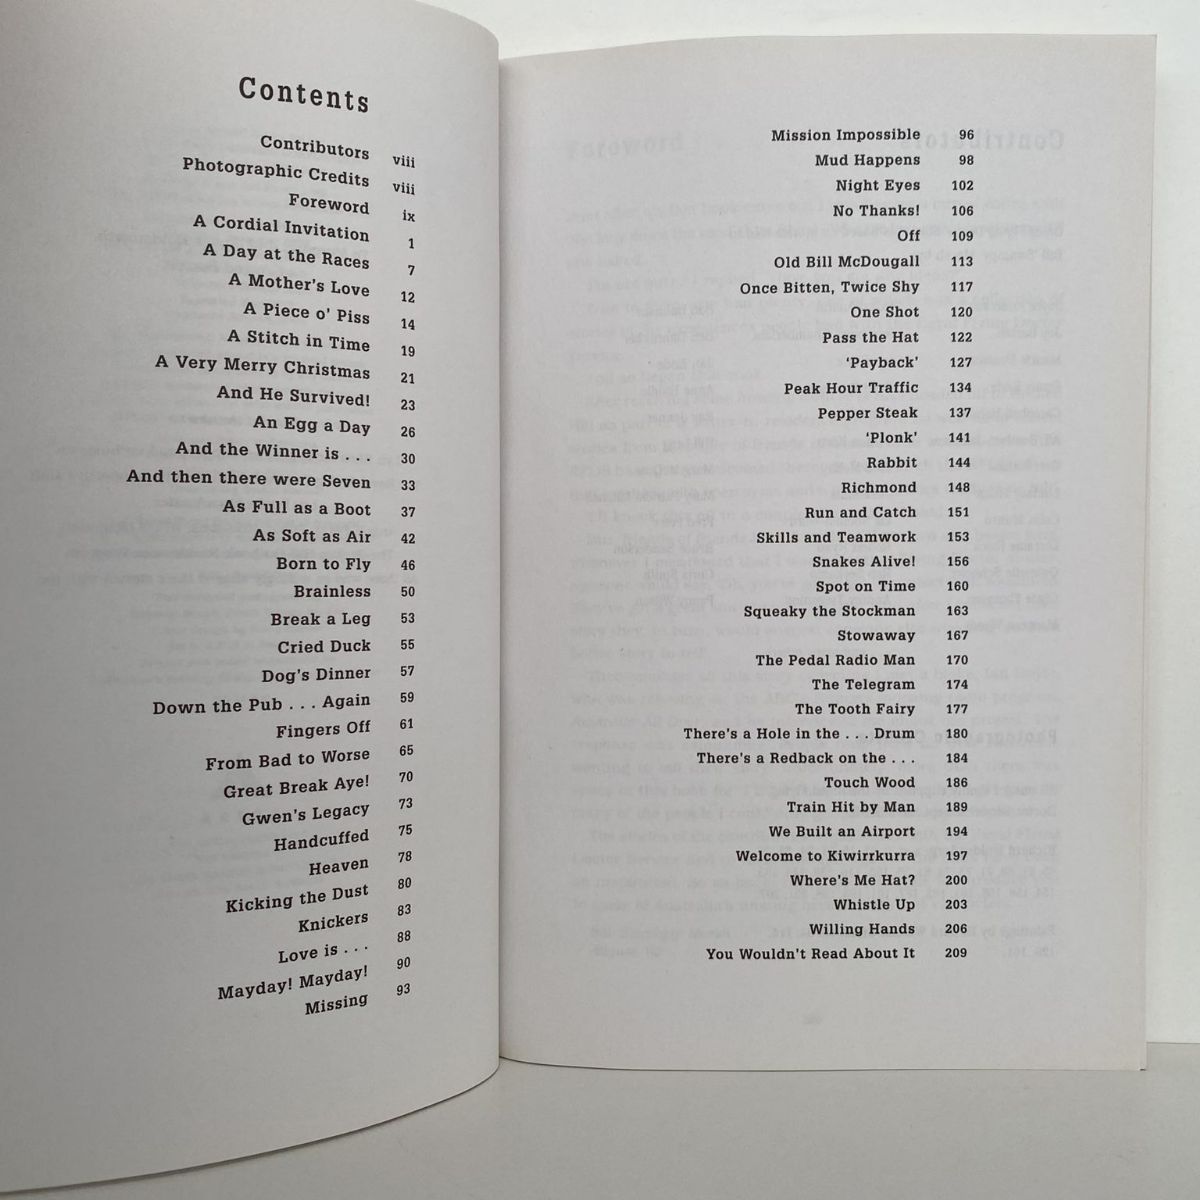 Contents
Contributors viii
Photographic Credits viii
Foreword ix
A Cordial Invitation 1
A Day at the Races 7
A Mother's Love 12
A Piece o' Piss 14
A Stitch in Time 19
A Very Merry Christmas 21
And He Survived! 23
An Egg a Day 26
And the Winner is . . . 30
And then there were Seven 33
As Full as a Boot 37
As Soft as Air 42
Born to Fly 46
Brainless 50
Break a Leg 53
Cried Duck 55
Dog's Dinner 57
Down the Pub . . . Again 59
Fingers Off 61
From Bad to Worse 65
Great Break Aye! 70
Gwen's Legacy 73
Handcuffed 75
Heaven 78
Kicking the Dust 80
Knickers 83
Love is . . . 88
Mayday! Mayday! 90
Missing 93
Mission Impossible 96
Mud Happens 98
Night Eyes 102
No Thanks! 106
Off 109
Old Bill McDougall 113
Once Bitten, Twice Shy 117
One Shot 120
Pass the Hat 122
'Payback' 127
Peak Hour Traffic 134
Pepper Steak 137
'Plonk' 141
Rabbit 144
Richmond 148
Run and Catch 151
Skills and Teamwork 153
Snakes Alive! 156
Spot on Time 160
Squeaky the Stockman 163
Stowaway 167
The Pedal Radio Man 170
The Telegram 174
The Tooth Fairy 177
There's a Hole in the . . . Drum 180
There's a Redback on the . . . 184
Touch Wood 186
Train Hit by Man 189
We Built an Airport 194
Welcome to Kiwirrkurra 197
Where's Me Hat? 200
Whistle Up 203
Willing Hands 206
You Wouldn't Read About It 209